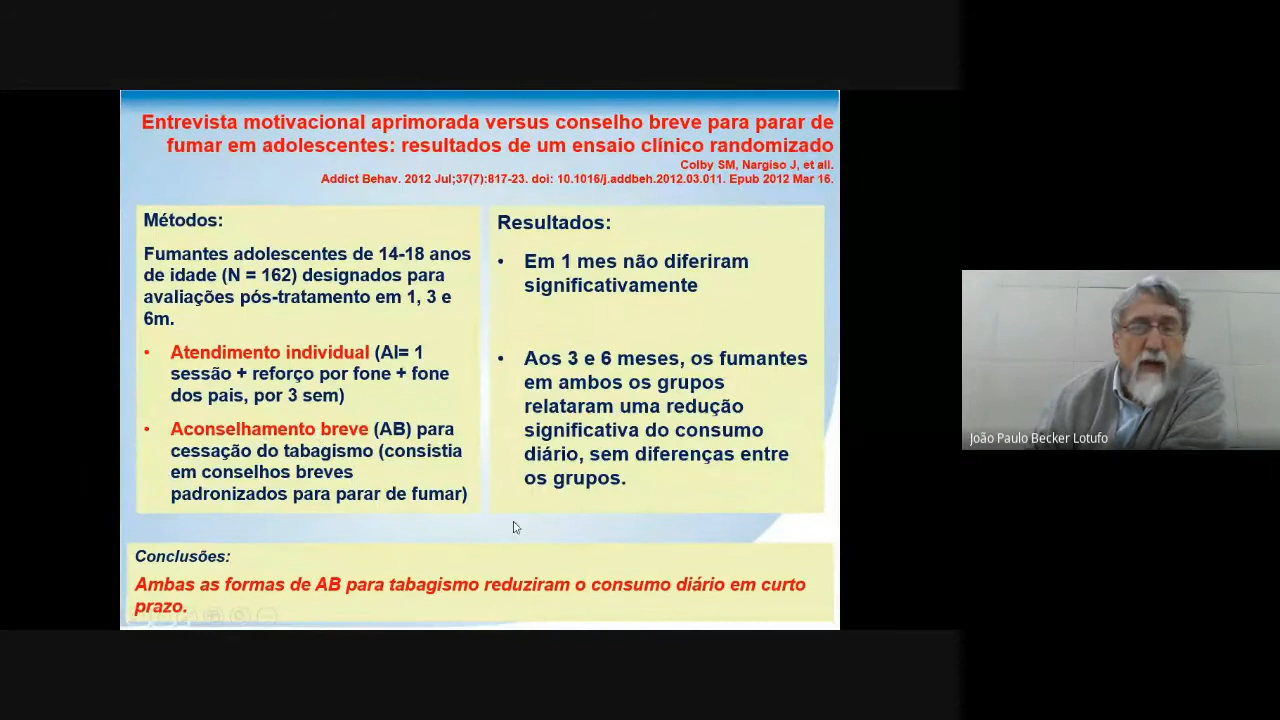 Entrevista motivacional aprimorada versus conselho breve para parar de
fumar em adolescentes: resultados de um ensaio clínico randomizado
Colby SM, Nargiso J, et all.
Addict Behav. 2012 Jul;37(7):817-23. doi: 10.1016/j.addbeh.2012.03.011. Epub 2012 Mar 16.
Métodos:
Fumantes adolescentes de 14-18 anos
de idade (N = 162) designados para
avaliações pós-tratamento em 1, 3 e
6m.
• Atendimento individual (AI= 1
sessão + reforço por fone + fone
dos pais, por 3 sem)
• Aconselhamento breve (AB) para
cessação do tabagismo (consistia
em conselhos breves
padronizados para parar de fumar)
Resultados:
• Em 1 mes não diferiram
significativamente
• Aos 3 e 6 meses, os fumantes
em ambos os grupos
relataram uma redução
significativa do consumo
diário, sem diferenças entre
os grupos.
Conclusões:
Ambas as formas de AB para tabagismo reduziram o consumo diário em curto
prazo.
João Paulo Becker Lotufo